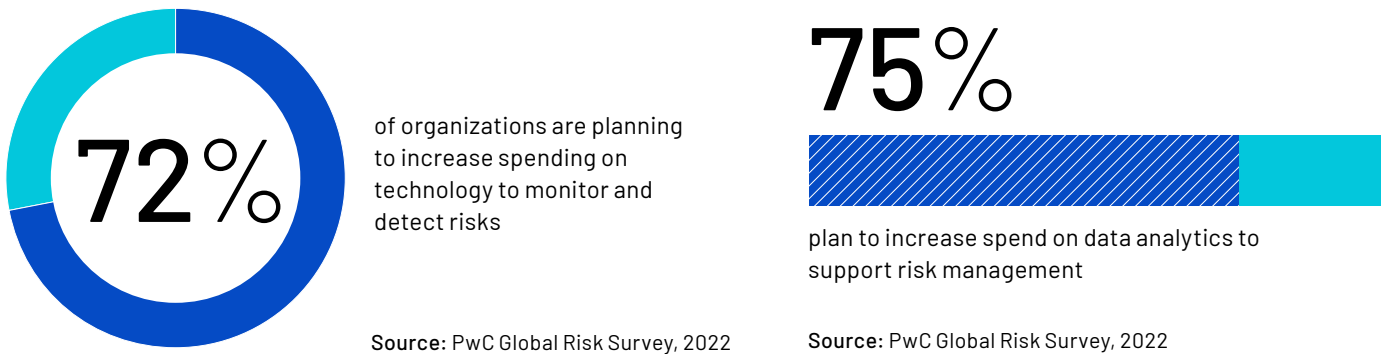 72%
of organizations are planning
to increase spending on
technology to monitor and
detect risks
Source: PwC Global Risk Survey, 2022
75%
plan to increase spend on data analytics to
support risk management
Source: PwC Global Risk Survey, 2022